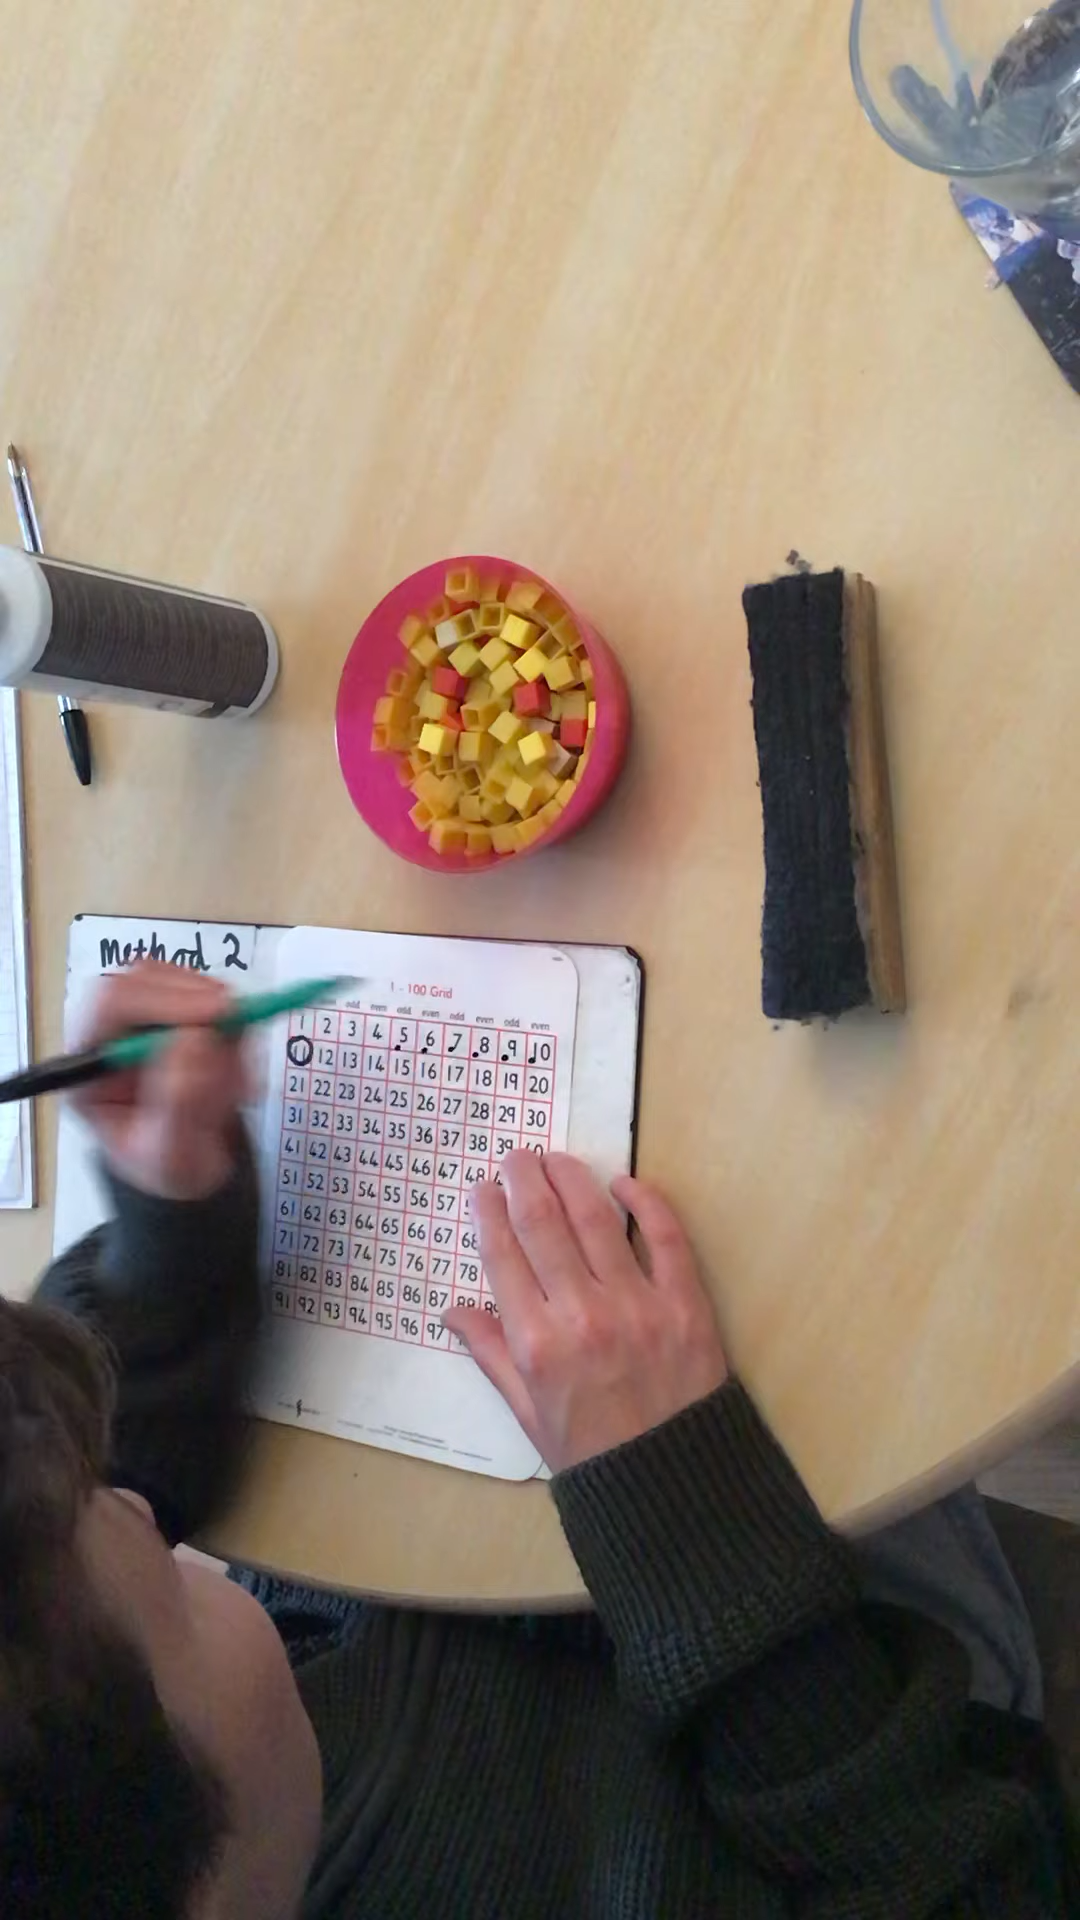 Method 2
1 - 100 Grid
odd even odd even odd even odd even
1 2 3 4 5 6 7 8 9 10
11 12 13 14 15 16 17 18 19 20
21 22 23 24 25 26 27 28 29 30
31 32 33 34 35 36 37 38 39 40
41 42 43 44 45 46 47 48
51 52 53 54 55 56 57
61 62 63 64 65 66 67 68
71 72 73 74 75 76 77 78
81 82 83 84 85 86 87 88 89
91 92 93 94 95 96 97